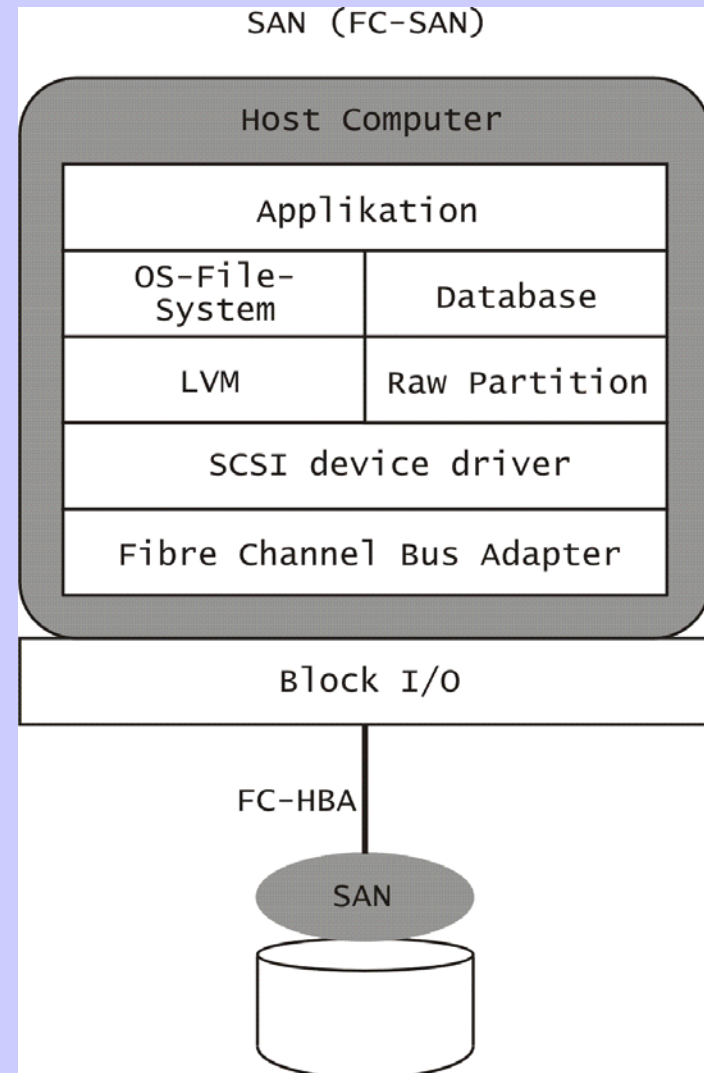 SAN (FC-SAN)
Host Computer
Applikation
OS-File-
System
Database
LVM
Raw Partition
SCSI device driver
Fibre Channel Bus Adapter
Block I/O
FC-HBA
SAN